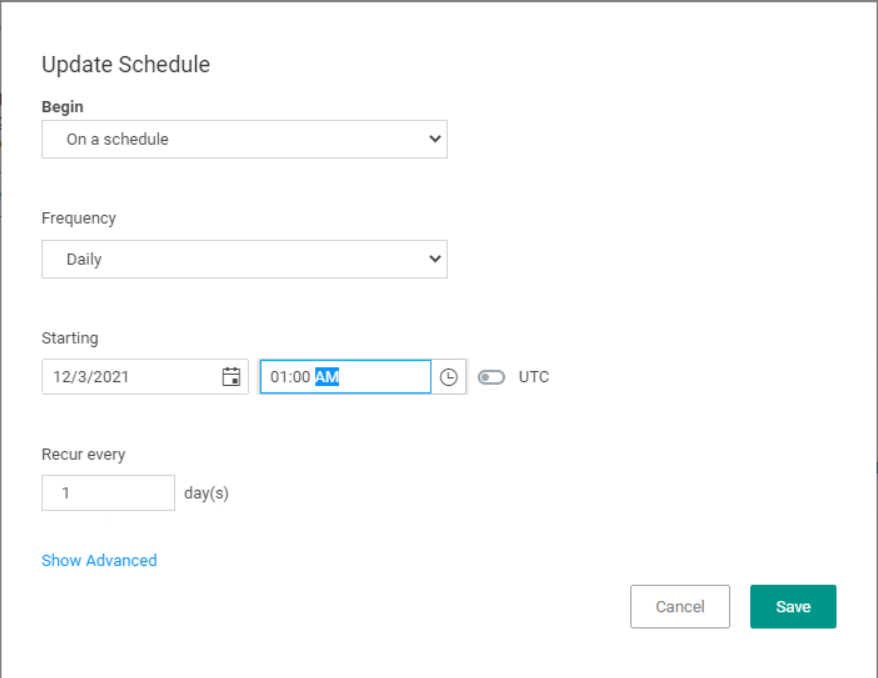 Update Schedule
Begin
On a schedule
Frequency
Daily
Starting
12/3/2021 01:00 AM UTC
Recur every
1 day(s)
Show Advanced
Cancel Save